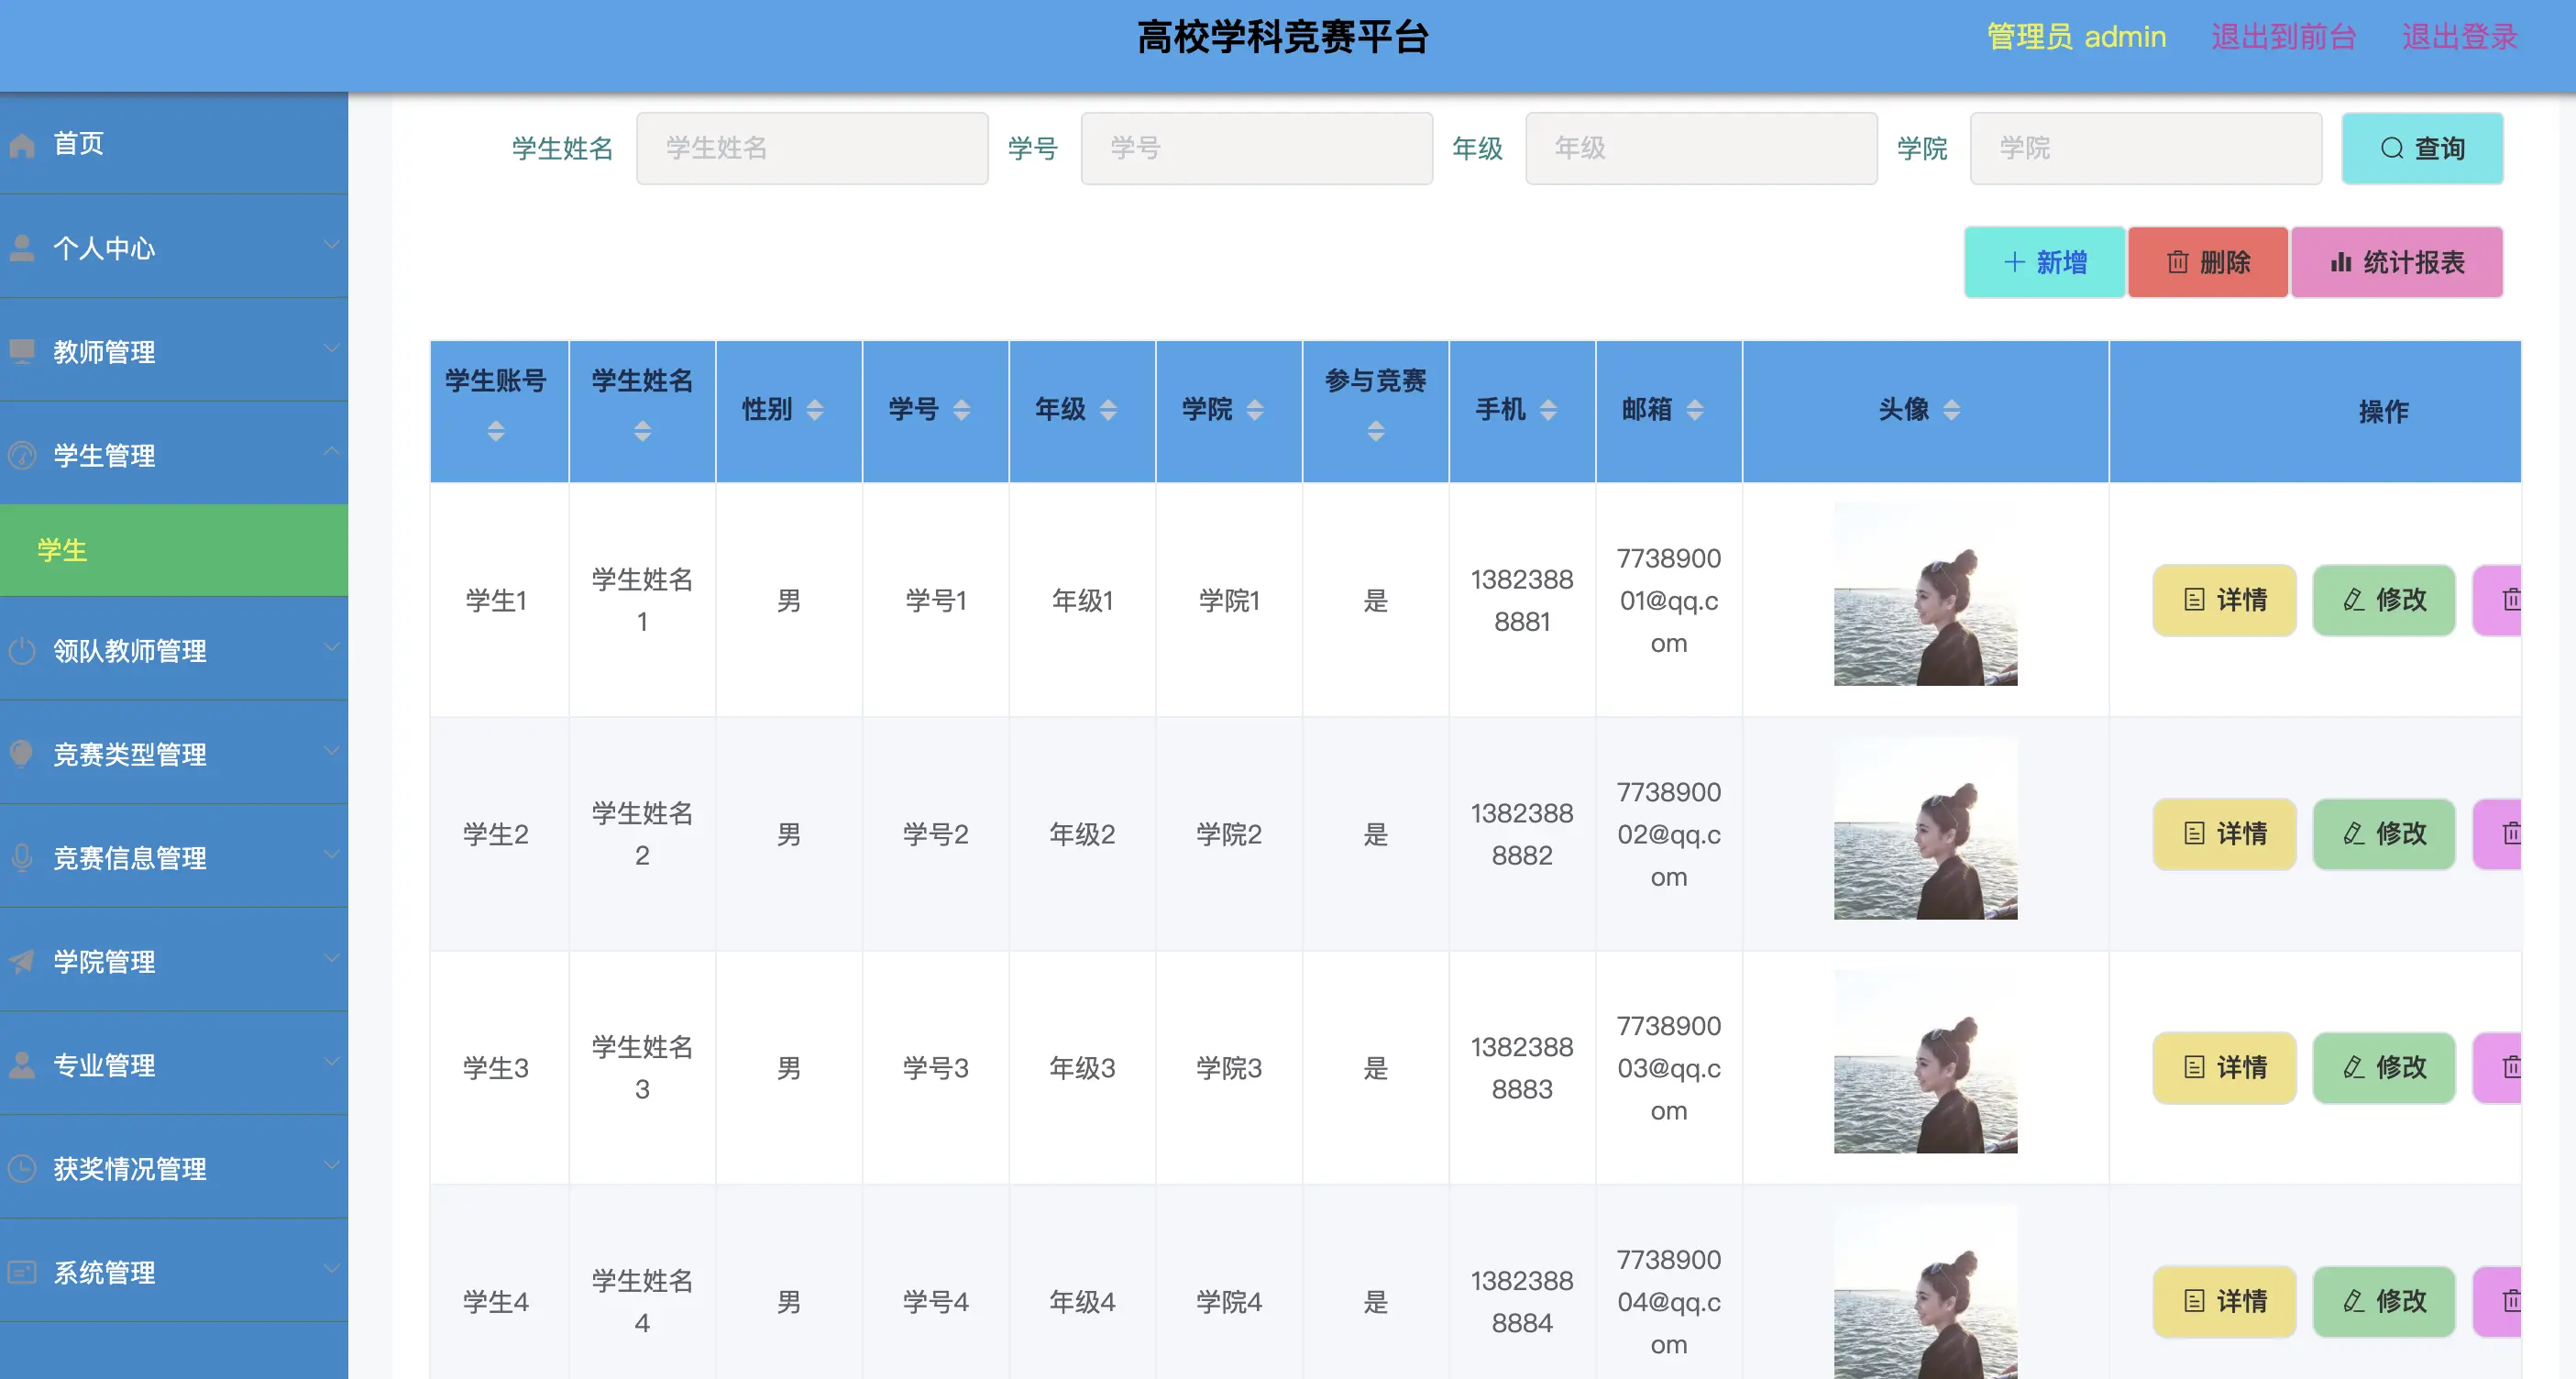 高校学科竞赛平台
管理员 admin 退出到前台 退出登录
首页
个人中心
教师管理
学生管理
学生
领队教师管理
竞赛类型管理
竞赛信息管理
学院管理
专业管理
获奖情况管理
系统管理
学生姓名 学生姓名 学号 学号 年级 年级 学院 学院 查询
新增 删除 统计报表
学生账号 学生姓名 性别 学号 年级 学院 参与竞赛 手机 邮箱 头像 操作
学生1 学生姓名1 男 学号1 年级1 学院1 是 13823888881 773890001@qq.com 详情 修改
学生2 学生姓名2 男 学号2 年级2 学院2 是 13823888882 773890002@qq.com 详情 修改
学生3 学生姓名3 男 学号3 年级3 学院3 是 13823888883 773890003@qq.com 详情 修改
学生4 学生姓名4 男 学号4 年级4 学院4 是 13823888884 773890004@qq.com 详情 修改